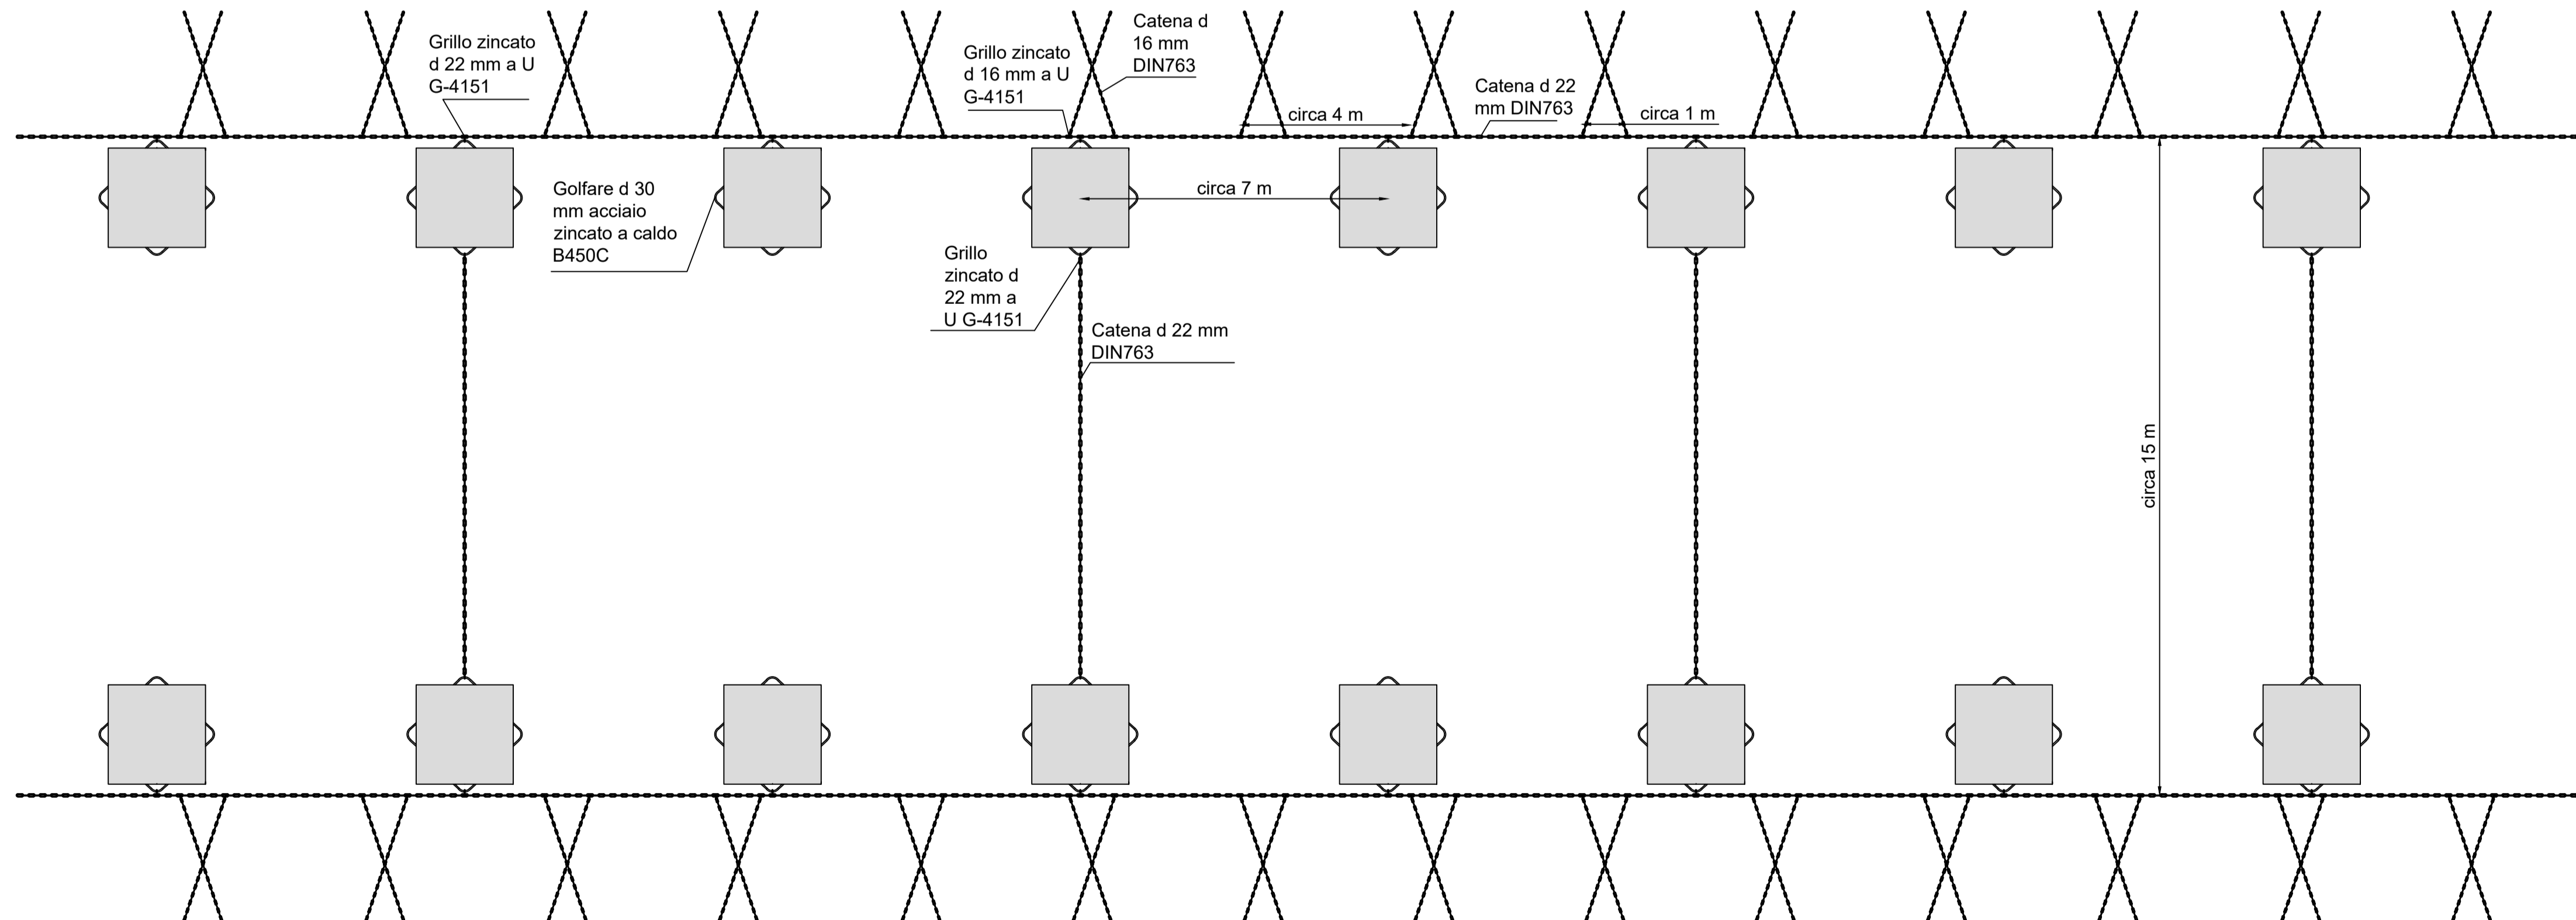 Grillo zincato
d 22 mm a U
G-4151
Grillo zincato
d 16 mm a U
G-4151
Catena d
16 mm
DIN763
circa 4 m
Catena d 22
mm DIN763
circa 1 m
Golfare d 30
mm acciaio
zincato a caldo
B450C
circa 7 m
Grillo
zincato d
22 mm a
U G-4151
Catena d 22 mm
DIN763
circa 15 m